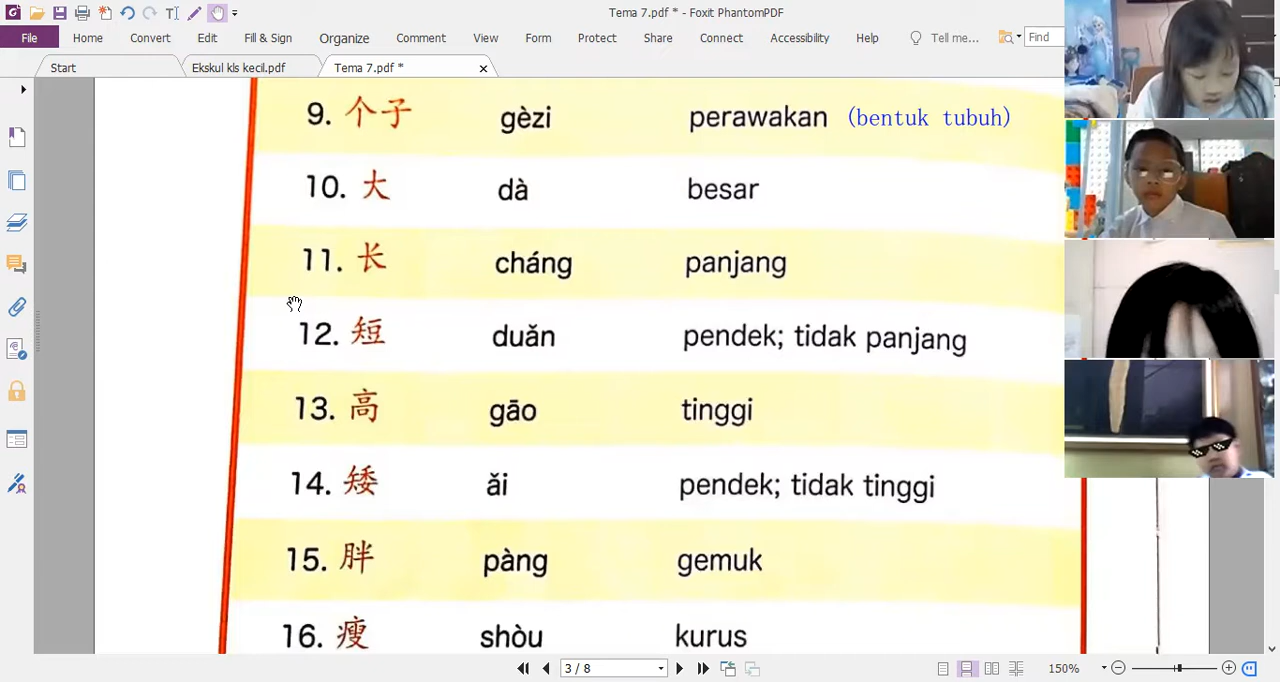 Tema 7.pdf * - Foxit PhantomPDF
File Home Convert Edit Fill & Sign Organize Comment View Form Protect Share Connect Accessibility Help Tell me... Find
Start Ekskul kls kecil.pdf Tema 7.pdf *
9. 个子 gèzi perawakan (bentuk tubuh)
10. 大 dà besar
11. 长 cháng panjang
12. 短 duǎn pendek; tidak panjang
13. 高 gāo tinggi
14. 矮 ǎi pendek; tidak tinggi
15. 胖 pàng gemuk
16. 瘦 shòu kurus
3 / 8 150%